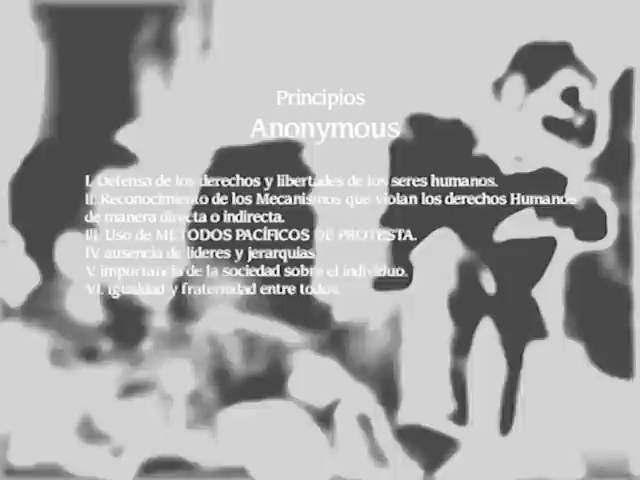 Principios
Anonymous
I. Defensa de los derechos y libertades de los seres humanos.
II. Reconocimiento de los Mecanismos que violan los derechos Humanos
de manera directa o indirecta.
III. Uso de METODOS PACÍFICOS DE PROTESTA.
IV. ausencia de lideres y jerarquías.
V. importancia de la sociedad sobre el individuo.
VI. igualdad y fraternidad entre todos.